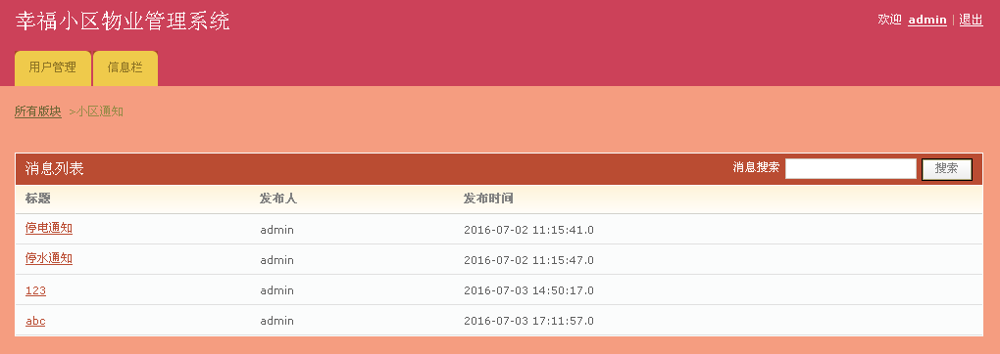 幸福小区物业管理系统
欢迎 admin | 退出
用户管理 信息栏
所有版块 >小区通知
消息列表 消息搜索 搜索
标题 发布人 发布时间
停电通知 admin 2016-07-02 11:15:41.0
停水通知 admin 2016-07-02 11:15:47.0
123 admin 2016-07-03 14:50:17.0
abc admin 2016-07-03 17:11:57.0